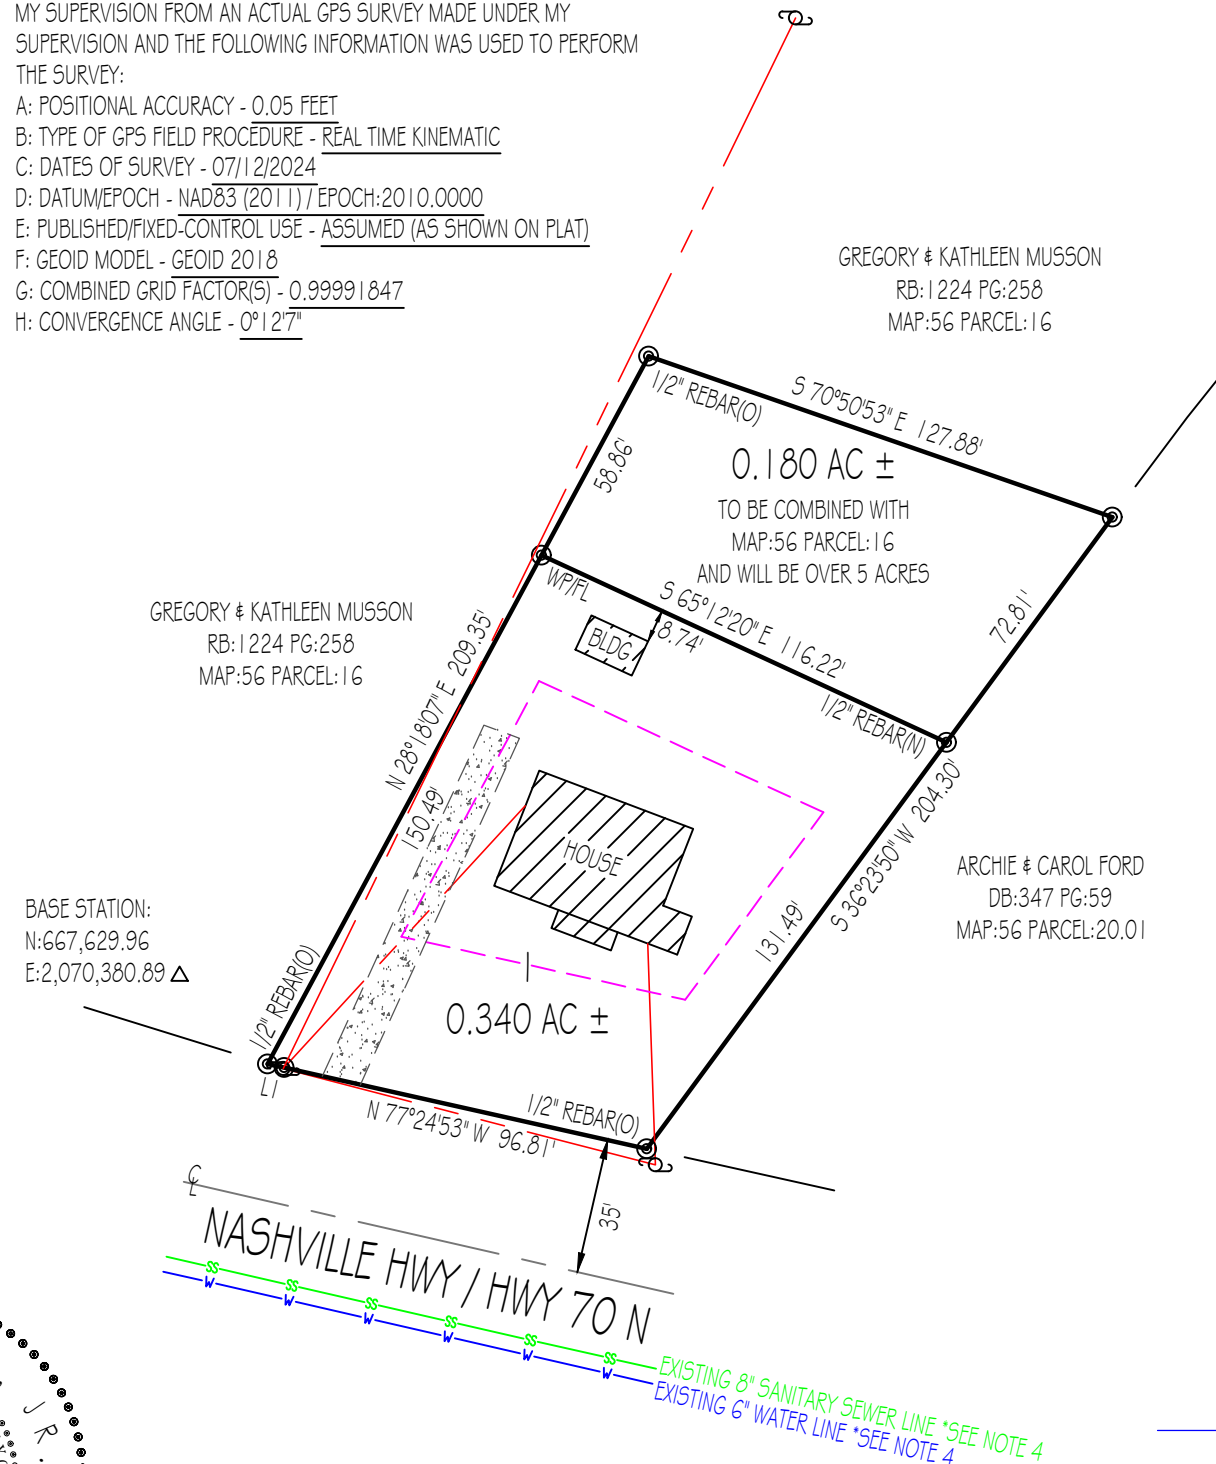 MY SUPERVISION FROM AN ACTUAL GPS SURVEY MADE UNDER MY
SUPERVISION AND THE FOLLOWING INFORMATION WAS USED TO PERFORM
THE SURVEY:
A: POSITIONAL ACCURACY - 0.05 FEET
B: TYPE OF GPS FIELD PROCEDURE - REAL TIME KINEMATIC
C: DATES OF SURVEY - 07/12/2024
D: DATUM/EPOCH - NAD83 (2011) / EPOCH:2010.0000
E: PUBLISHED/FIXED-CONTROL USE - ASSUMED (AS SHOWN ON PLAT)
F: GEOID MODEL - GEOID 2018
G: COMBINED GRID FACTOR(S) - 0.99991847
H: CONVERGENCE ANGLE - 0°12'7"
GREGORY & KATHLEEN MUSSON
RB:1224 PG:258
MAP:56 PARCEL:16
1/2" REBAR(O)
S 70°50'53" E 127.88'
58.86'
0.180 AC ±
TO BE COMBINED WITH
MAP:56 PARCEL:16
AND WILL BE OVER 5 ACRES
72.81'
WP/FL
S 65°12'20" E 116.22'
BLDG
8.74'
1/2" REBAR(N)
GREGORY & KATHLEEN MUSSON
RB:1224 PG:258
MAP:56 PARCEL:16
N 28°18'07" E 209.35'
150.49'
HOUSE
S 36°23'50" W 204.30'
131.49'
ARCHIE & CAROL FORD
DB:347 PG:59
MAP:56 PARCEL:20.01
BASE STATION:
N:667,629.96
E:2,070,380.89
1/2" REBAR(O)
1
0.340 AC ±
L1
N 77°24'53" W 96.81'
1/2" REBAR(O)
35'
CL
NASHVILLE HWY / HWY 70 N
SS SS SS SS SS SS
W W W W W W
EXISTING 8" SANITARY SEWER LINE *SEE NOTE 4
EXISTING 6" WATER LINE *SEE NOTE 4
JR.